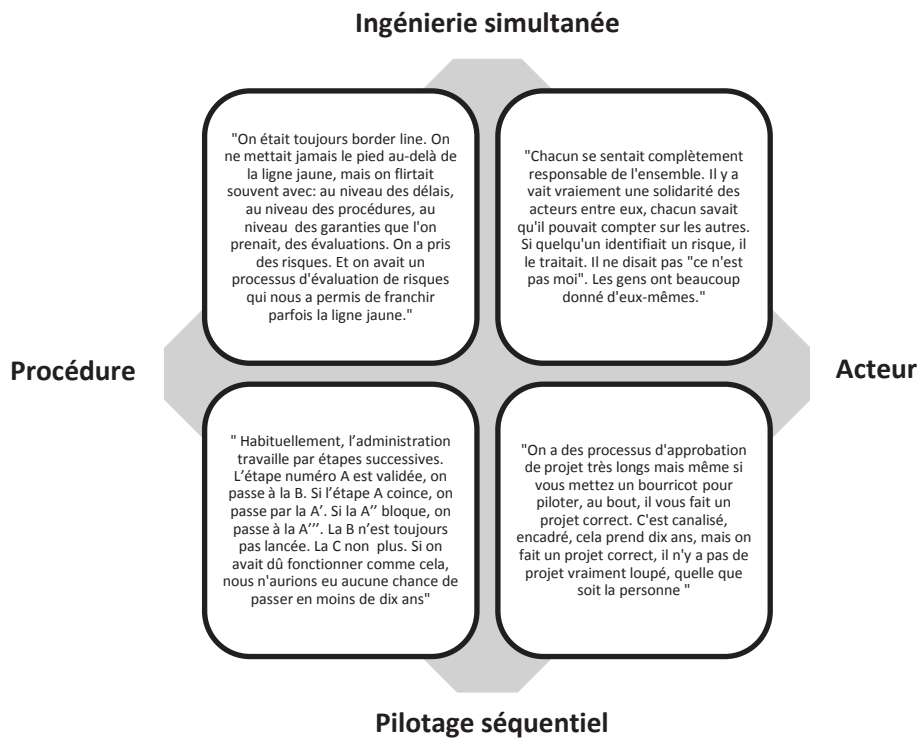 Ingénierie simultanée
"On était toujours border line. On
ne mettait jamais le pied au-delà de
la ligne jaune, mais on flirtait
souvent avec: au niveau des délais,
au niveau des procédures, au
niveau des garanties que l'on
prenait, des évaluations. On a pris
des risques. Et on avait un
processus d'évaluation de risques
qui nous a permis de franchir
parfois la ligne jaune."
"Chacun se sentait complètement
responsable de l'ensemble. Il y a
vait vraiment une solidarité des
acteurs entre eux, chacun savait
qu'il pouvait compter sur les autres.
Si quelqu'un identifiait un risque, il
le traitait. Il ne disait pas "ce n'est
pas moi". Les gens ont beaucoup
donné d'eux-mêmes."
Procédure
Acteur
" Habituellement, l’administration
travaille par étapes successives.
L’étape numéro A est validée, on
passe à la B. Si l’étape A coince, on
passe par la A’. Si la A’’ bloque, on
passe à la A’’’. La B n’est toujours
pas lancée. La C non plus. Si on
avait dû fonctionner comme cela,
nous n'aurions eu aucune chance de
passer en moins de dix ans"
"On a des processus d'approbation
de projet très longs mais même si
vous mettez un bourricot pour
piloter, au bout, il vous fait un
projet correct. C'est canalisé,
encadré, cela prend dix ans, mais on
fait un projet correct, il n'y a pas de
projet vraiment loupé, quelle que
soit la personne "
Pilotage séquentiel